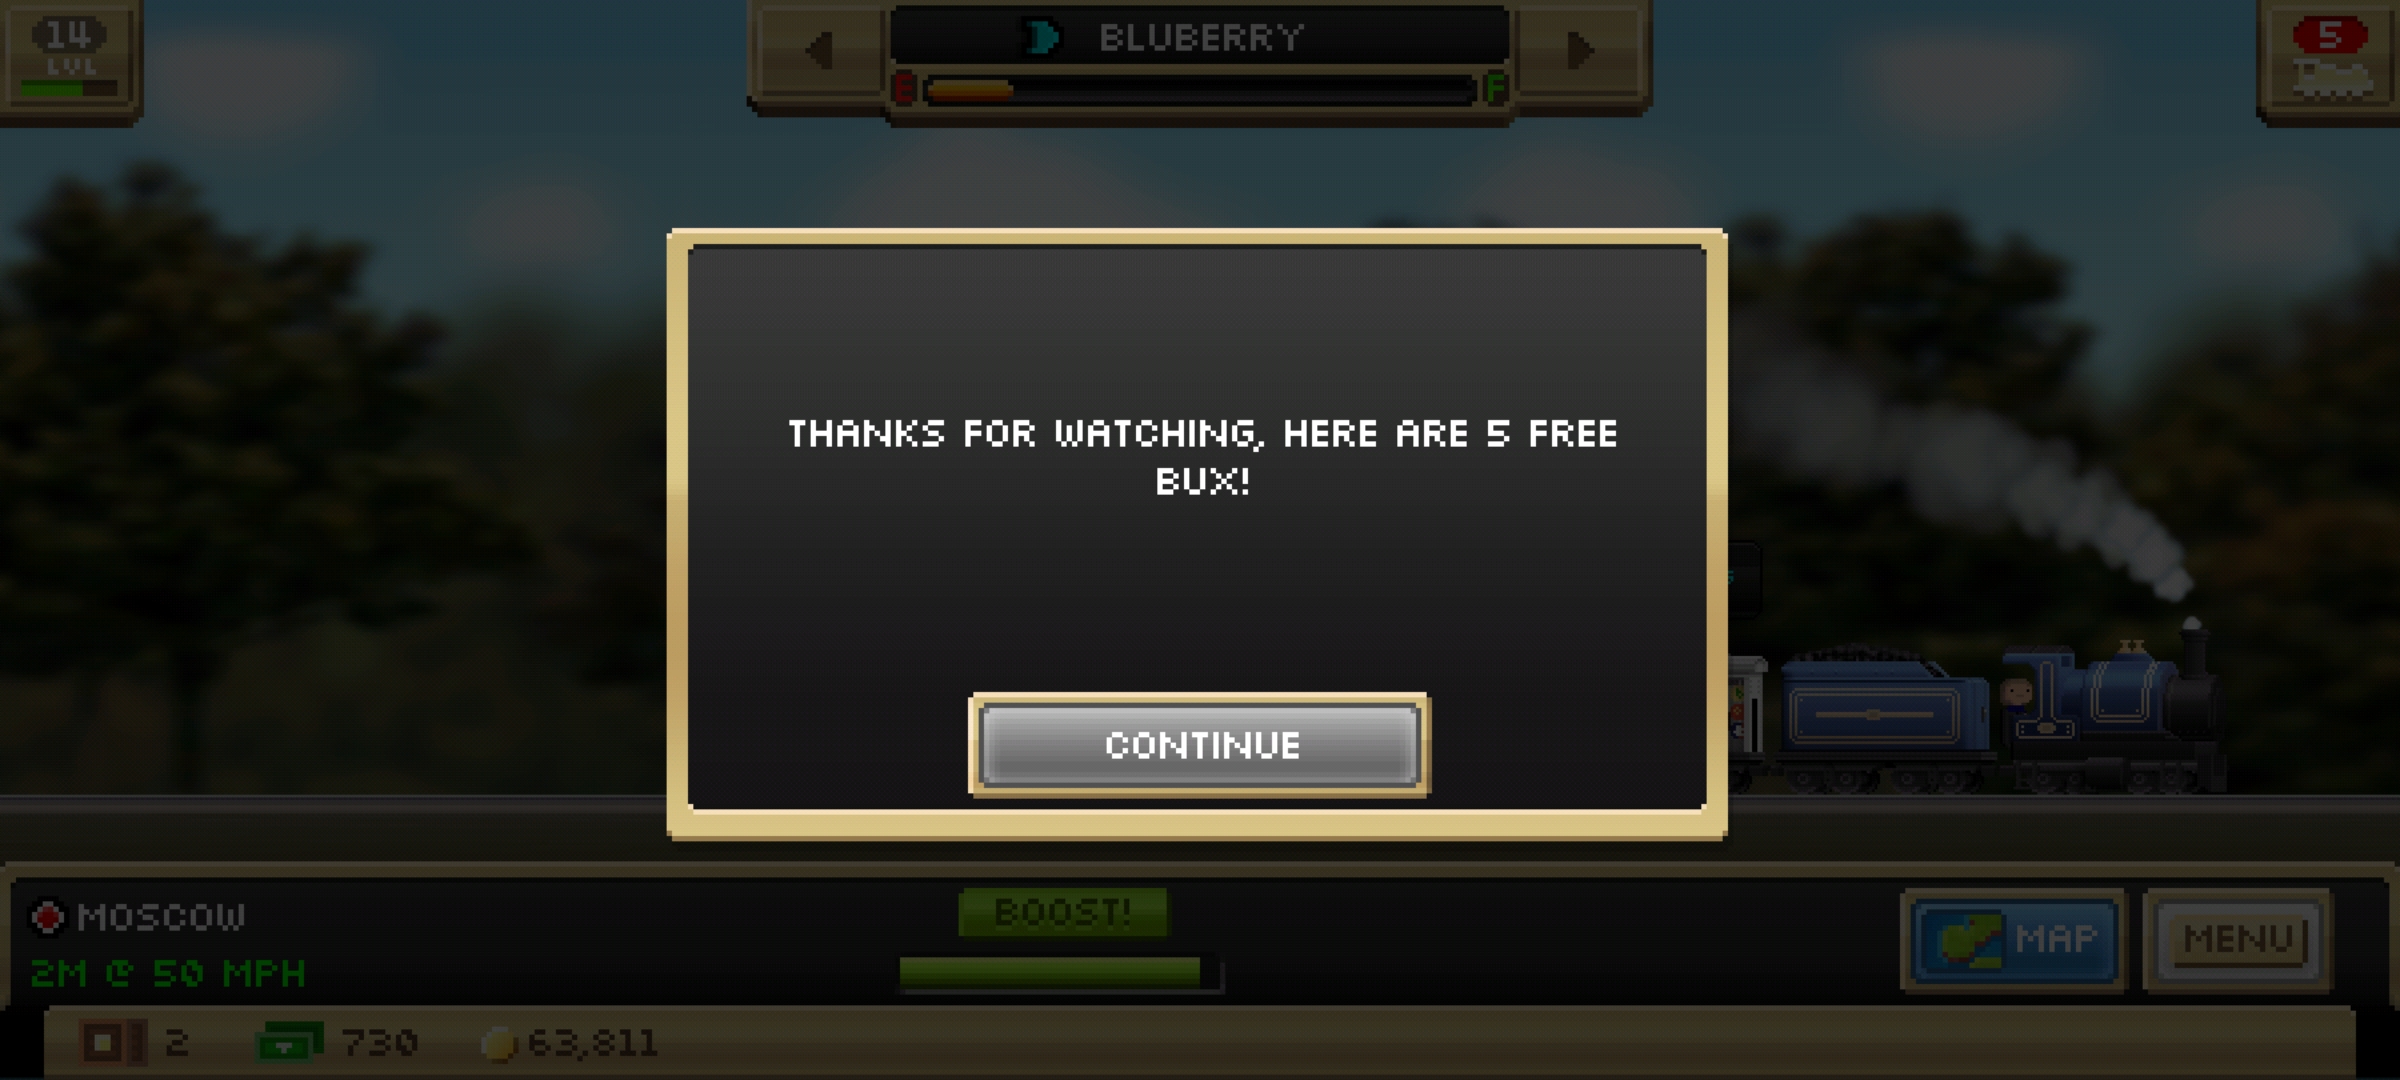 14
LVL
BLUBERRY
E
F
5
THANKS FOR WATCHING, HERE ARE 5 FREE
BUX!
CONTINUE
MOSCOW
2M @ 50 MPH
BOOST!
MAP
MENU
2
730
63,811